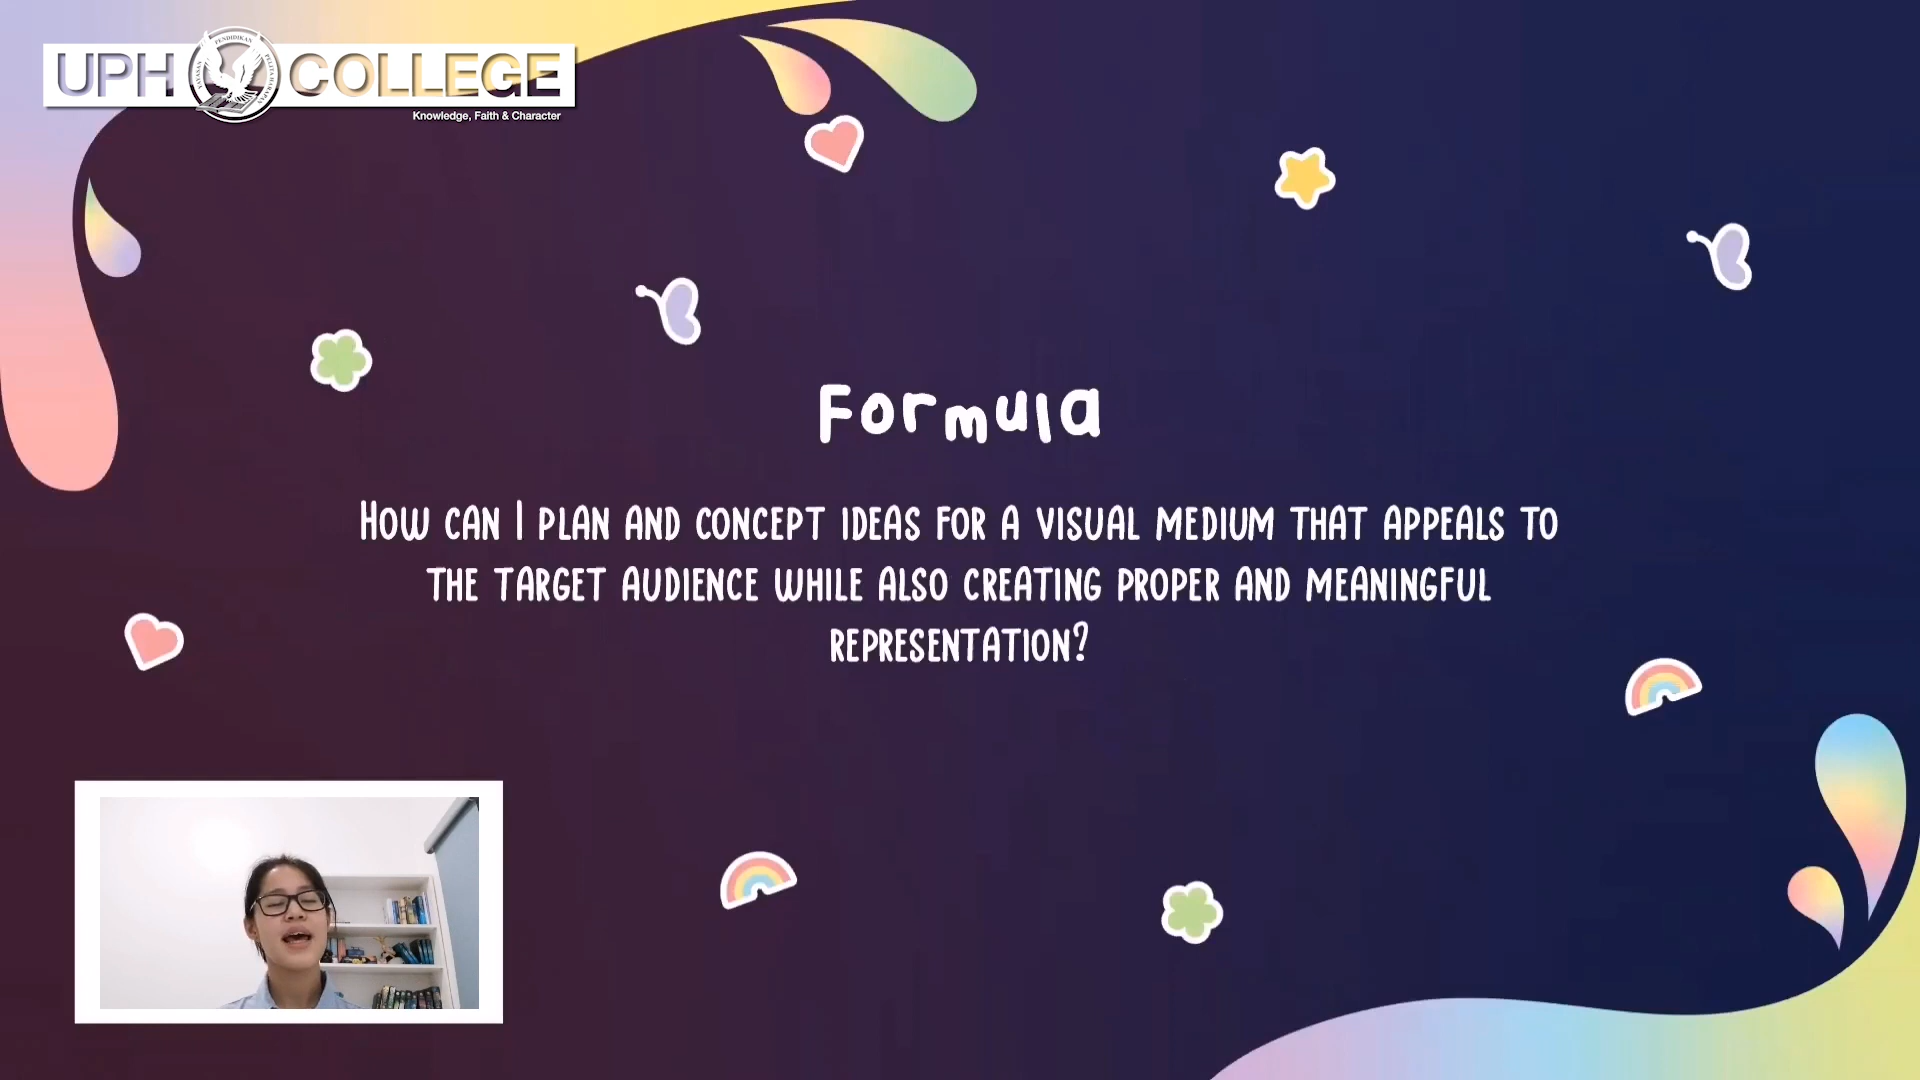 UPH COLLEGE
Knowledge, Faith & Character
Formula
HOW CAN I PLAN AND CONCEPT IDEAS FOR A VISUAL MEDIUM THAT APPEALS TO
THE TARGET AUDIENCE WHILE ALSO CREATING PROPER AND MEANINGFUL
REPRESENTATION?